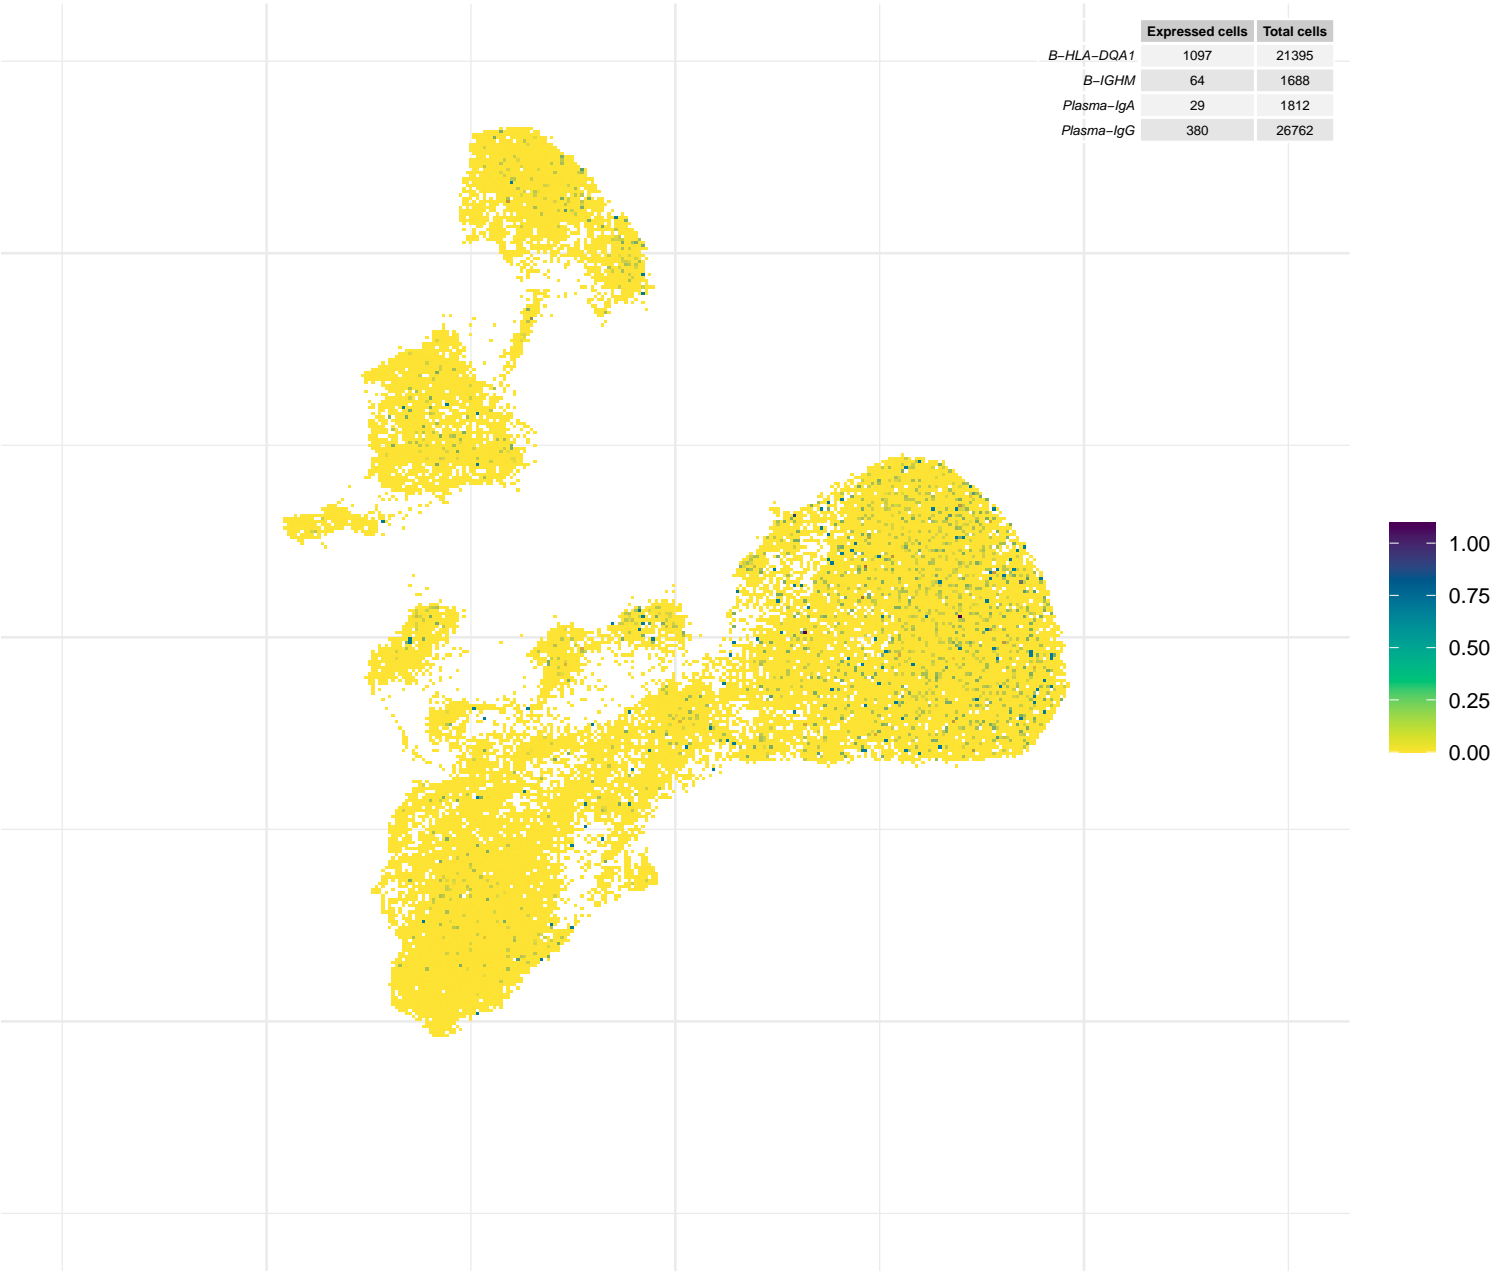 Expressed cells Total cells
B−HLA−DQA1 1097 21395
B−IGHM 64 1688
Plasma−IgA 29 1812
Plasma−IgG 380 26762
1.00
0.75
0.50
0.25
0.00